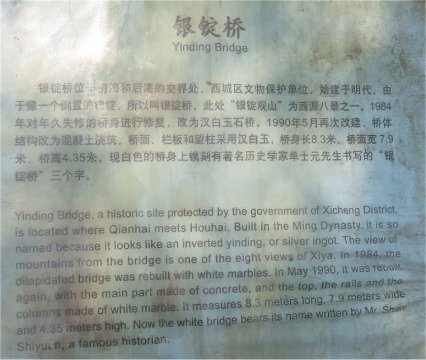 银锭桥
Yinding Bridge
银锭桥位 前海和后海的交界处，西城区文物保护单位，始建于明代，由
于像一个倒置的银锭，所以叫银锭桥，此处“银锭观山”为西涯八景之一，1984
年对年久失修的桥身进行修复，改为汉白玉石桥，1990年5月再次改建，桥体
结构改为混凝土浇筑，桥面、栏板和望柱采用汉白玉，桥身长8.3米，桥面宽7.9
米，桥高4.35米，现白色的桥身上镌刻有著名历史学家单士元先生书写的“银
锭桥”三个字。
Yinding Bridge, a historic site protected by the government of Xicheng District,
is located where Qianhai meets Houhai. Built in the Ming Dynasty, it is so
named because it looks like an inverted yinding, or silver ingot. The view of
mountains from the bridge is one of the eight views of Xiya. In 1984, the
dilapidated bridge was rebuilt with white marbles. In May 1990, it was rebuilt
again, with the main part made of concrete, and the top, the rails and the
columns made of white marble. It measures 8.3 meters long, 7.9 meters wide
and 4.35 meters high. Now the white bridge bears its name written by Mr. Shan
Shiyuan, a famous historian.